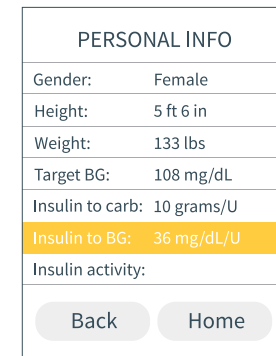 PERSONAL INFO
Gender: Female
Height: 5 ft 6 in
Weight: 133 lbs
Target BG: 108 mg/dL
Insulin to carb: 10 grams/U
Insulin to BG: 36 mg/dL/U
Insulin activity:
Back Home